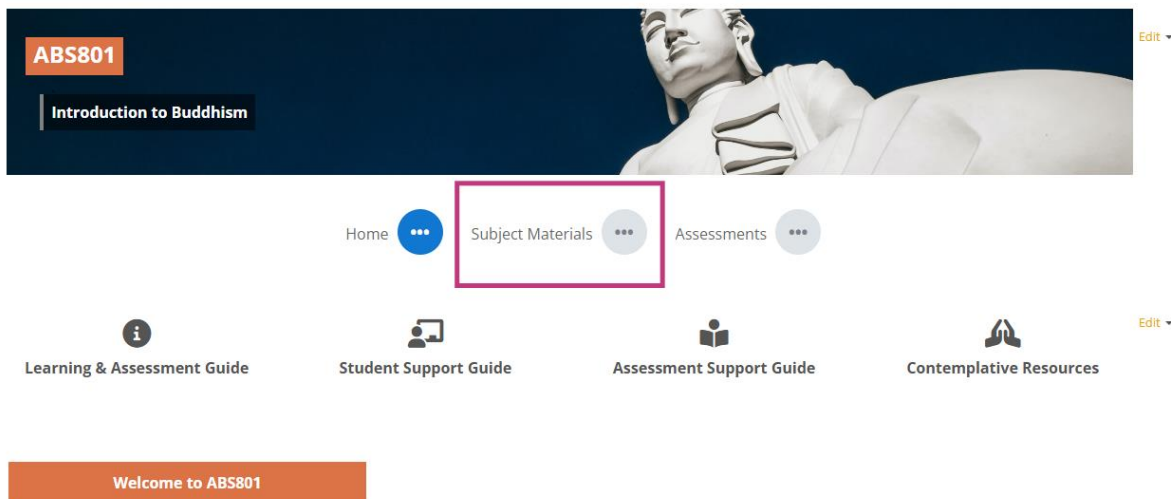 ABS801
Edit
Introduction to Buddhism
Home
Subject Materials
Assessments
Edit
Learning & Assessment Guide
Student Support Guide
Assessment Support Guide
Contemplative Resources
Welcome to ABS801